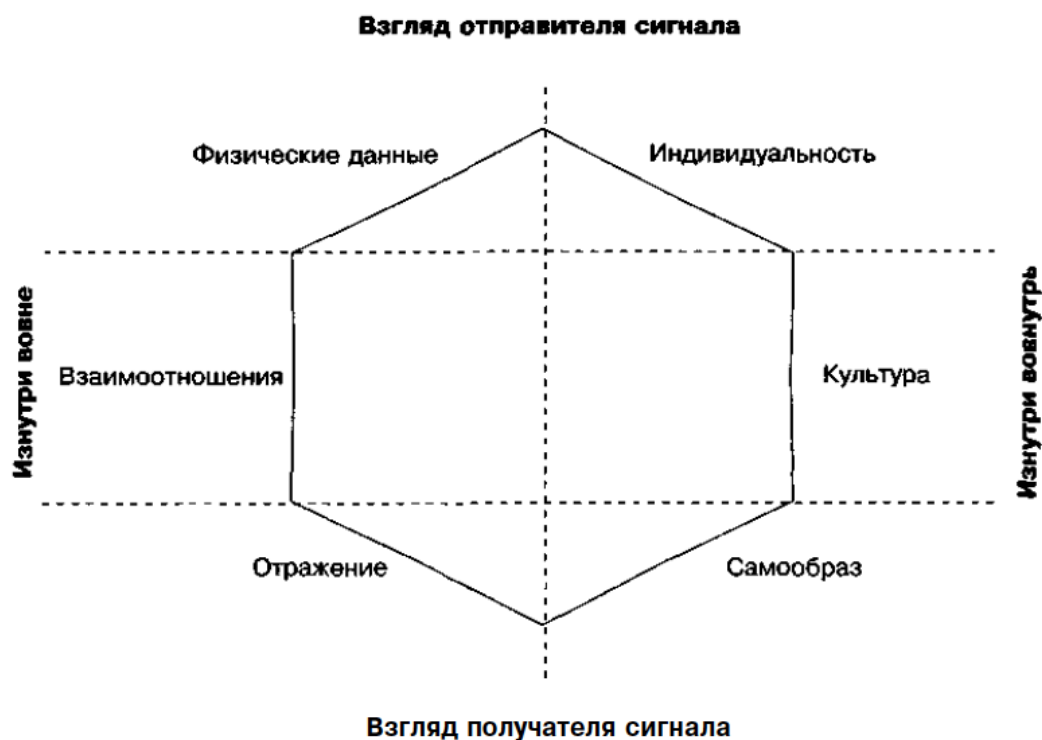 Взгляд отправителя сигнала
Физические данные
Индивидуальность
Изнутри вовне
Взаимоотношения
Культура
Изнутри вовнутрь
Отражение
Самообраз
Взгляд получателя сигнала